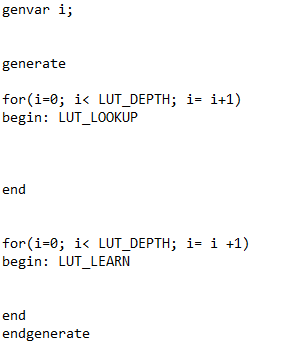 genvar i;
generate
for(i=0; i< LUT_DEPTH; i= i+1)
begin: LUT_LOOKUP
end
for(i=0; i< LUT_DEPTH; i= i +1)
begin: LUT_LEARN
end
endgenerate